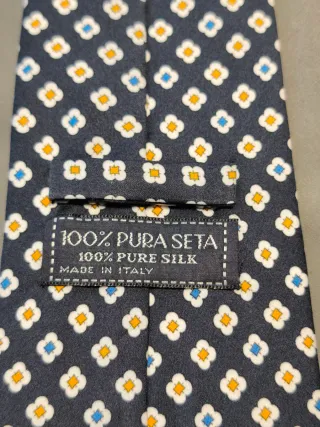 100% PURA SETA
100% PURE SILK
MADE IN ITALY